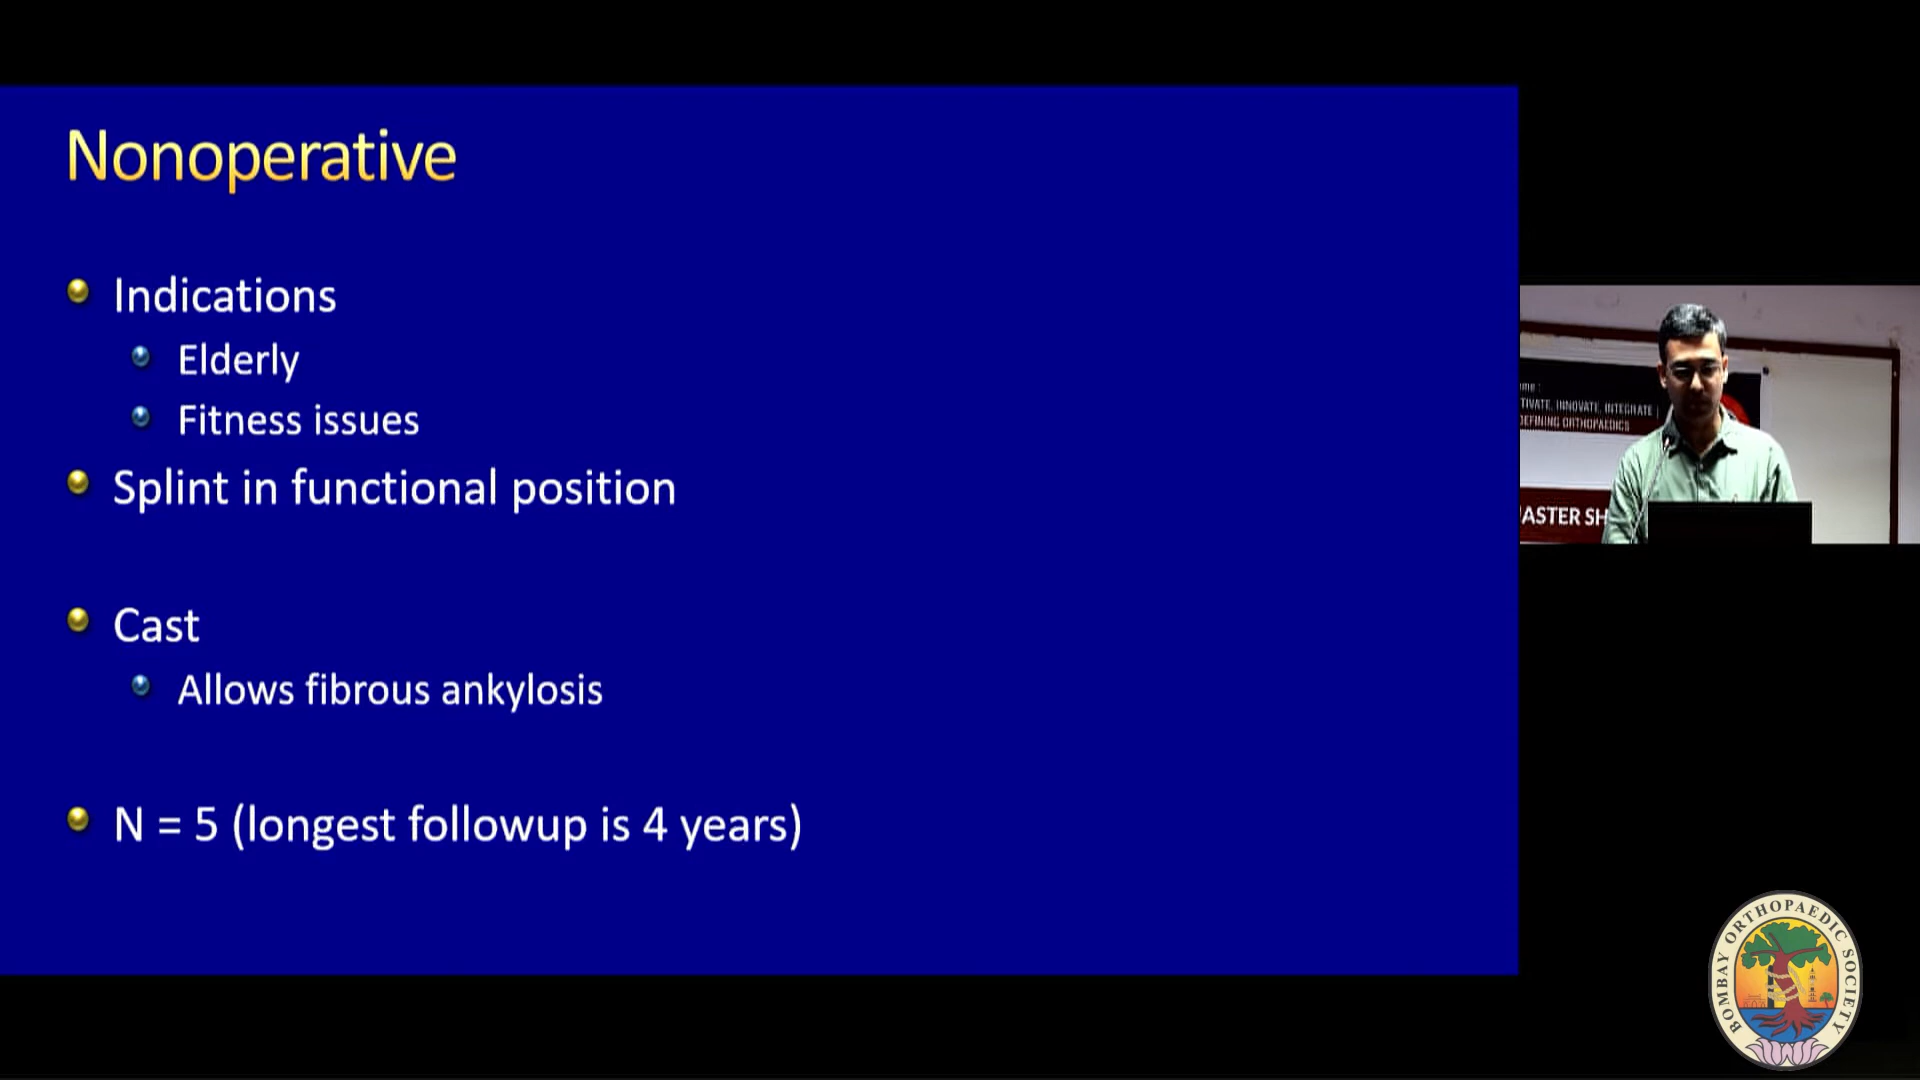 Nonoperative
Indications
Elderly
Fitness issues
Splint in functional position
Cast
Allows fibrous ankylosis
N = 5 (longest followup is 4 years)
TIVATE, INNOVATE, INTEGRATE |
DEFINING ORTHOPAEDICS
ASTER SH
BOMBAY ORTHOPAEDIC SOCIETY